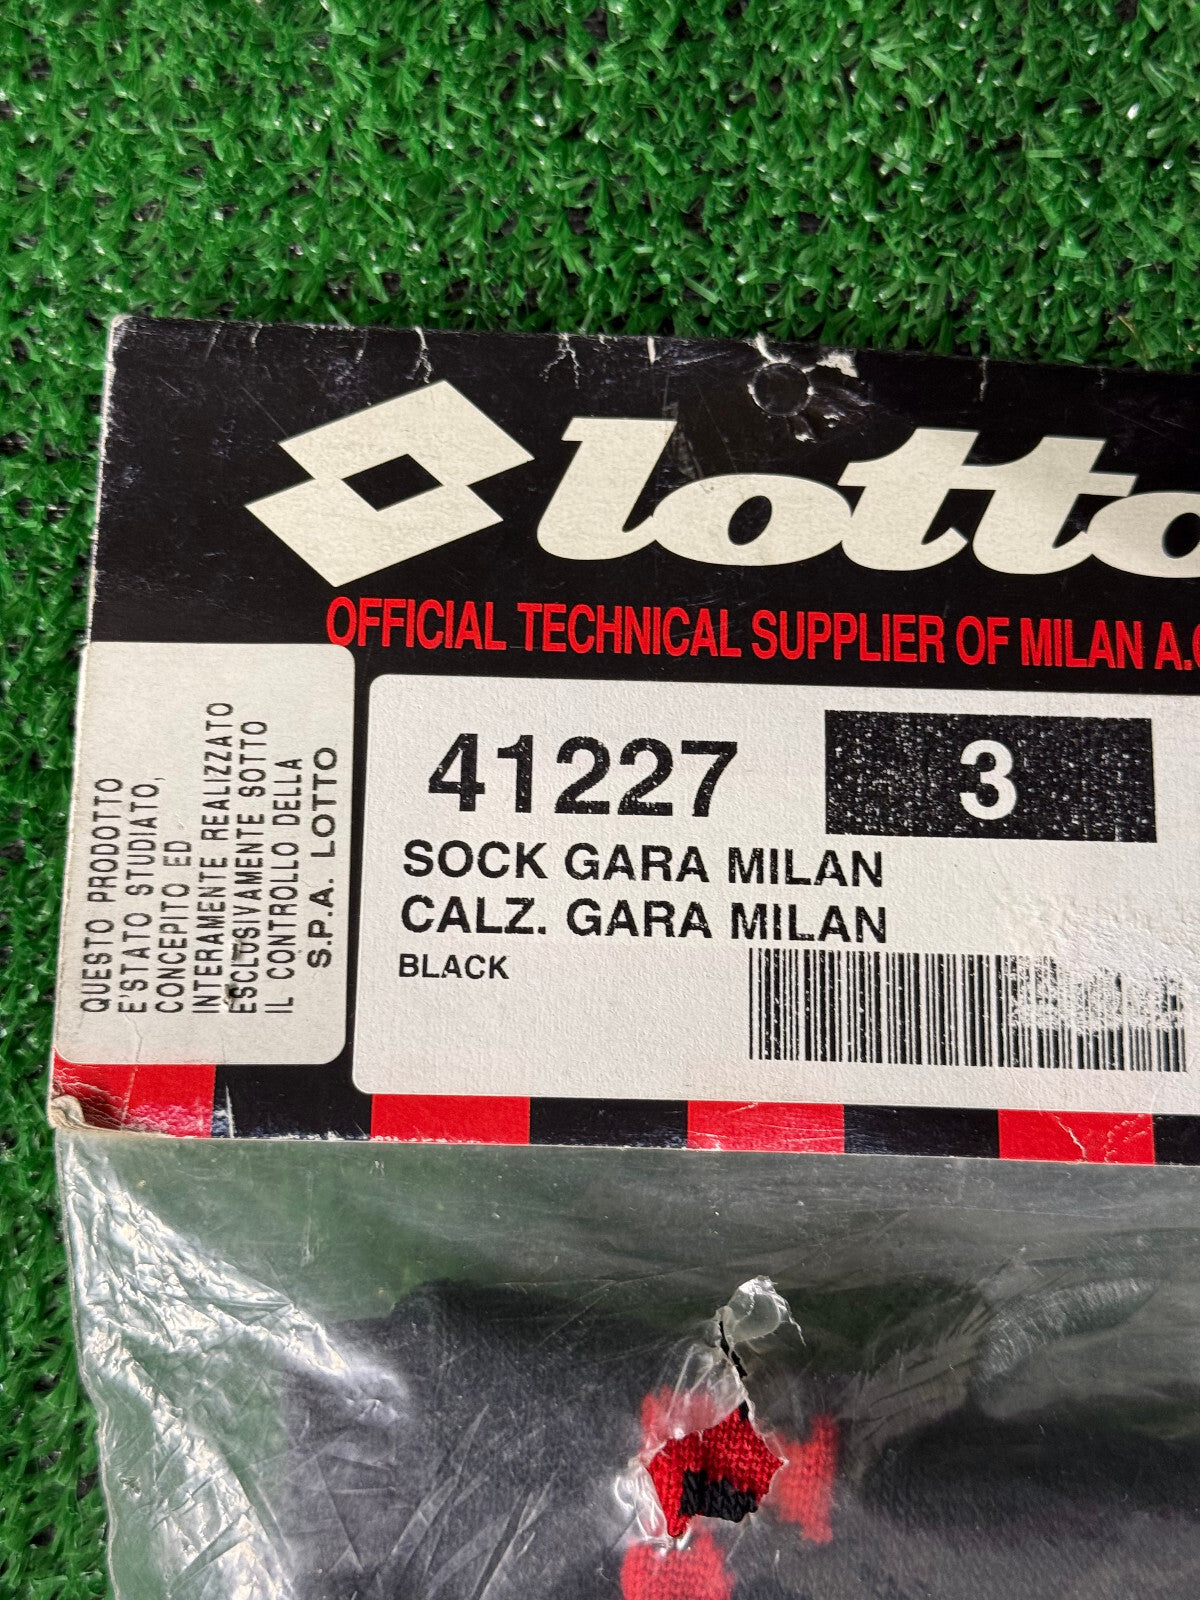 lotto
OFFICIAL TECHNICAL SUPPLIER OF MILAN A.C
QUESTO PRODOTTO
E'STATO STUDIATO,
CONCEPITO ED
INTERAMENTE REALIZZATO
ESCLUSIVAMENTE SOTTO
IL CONTROLLO DELLA
S.P.A. LOTTO
41227 3
SOCK GARA MILAN
CALZ. GARA MILAN
BLACK